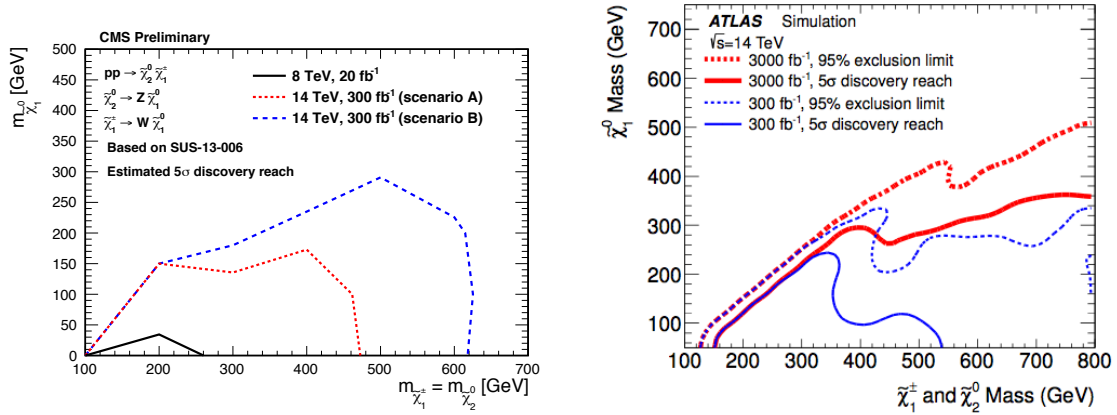 CMS Preliminary
m_χ̃₁⁰ [GeV]
500
450
400
350
300
250
200
150
100
50
0
pp → χ̃₂⁰ χ̃₁±
χ̃₂⁰ → Z χ̃₁⁰
χ̃₁± → W χ̃₁⁰
Based on SUS-13-006
Estimated 5σ discovery reach
8 TeV, 20 fb⁻¹
14 TeV, 300 fb⁻¹ (scenario A)
14 TeV, 300 fb⁻¹ (scenario B)
100 200 300 400 500 600 700
m_χ̃₁± = m_χ̃₂⁰ [GeV]
χ̃₁⁰ Mass (GeV)
700
600
500
400
300
200
100
ATLAS Simulation
√s=14 TeV
3000 fb⁻¹, 95% exclusion limit
3000 fb⁻¹, 5σ discovery reach
300 fb⁻¹, 95% exclusion limit
300 fb⁻¹, 5σ discovery reach
100 200 300 400 500 600 700 800
χ̃₁± and χ̃₂⁰ Mass (GeV)